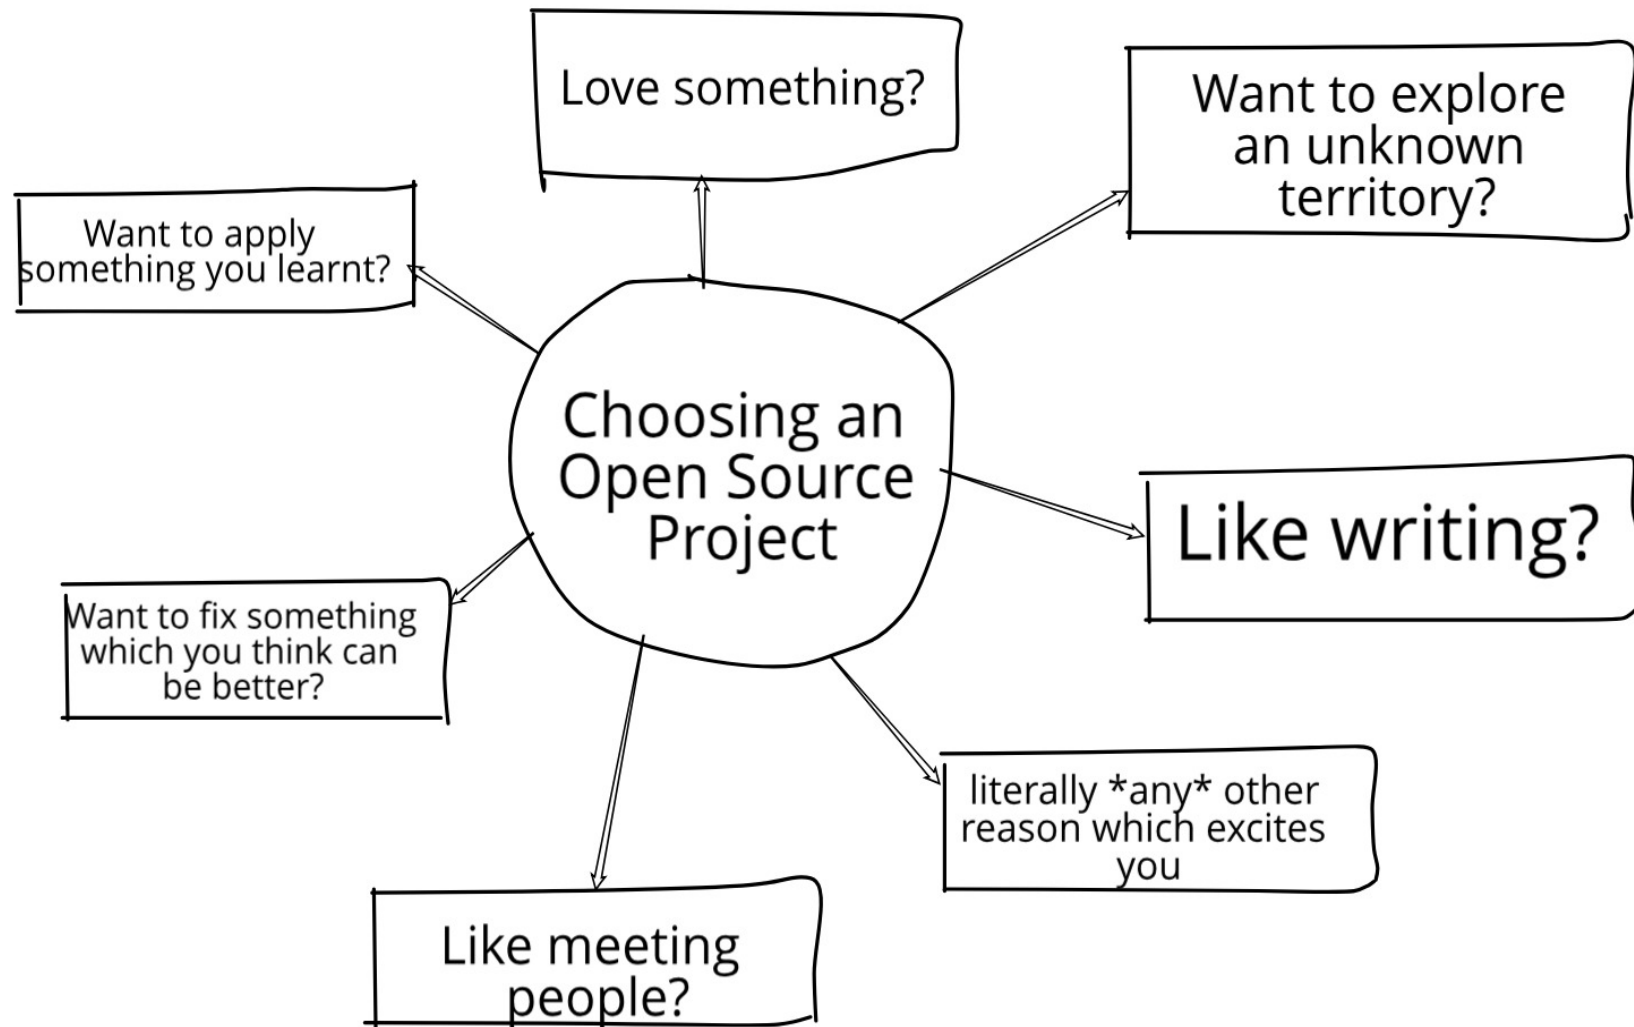 Love something?
Want to explore
an unknown
territory?
Want to apply
something you learnt?
Choosing an
Open Source
Project
Like writing?
Want to fix something
which you think can
be better?
literally *any* other
reason which excites
you
Like meeting
people?